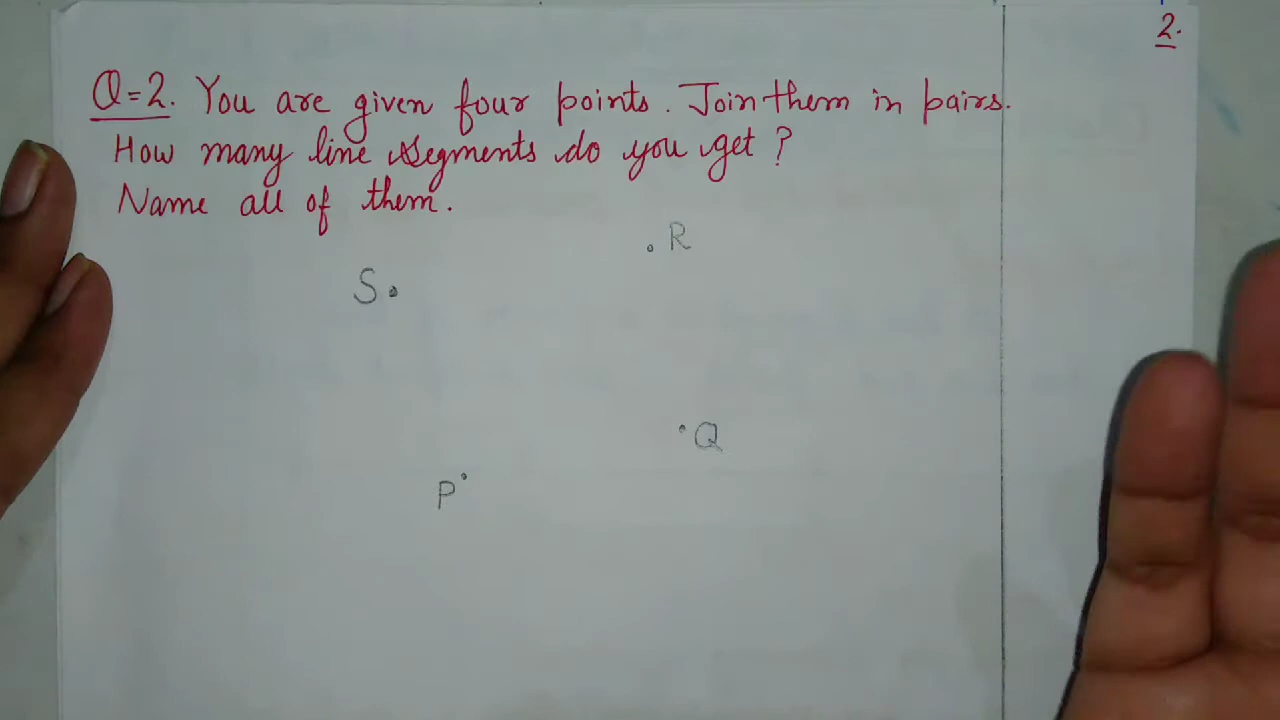 2.
Q=2. You are given four points. Join them in pairs.
How many line segments do you get?
Name all of them.
R
S
Q
P